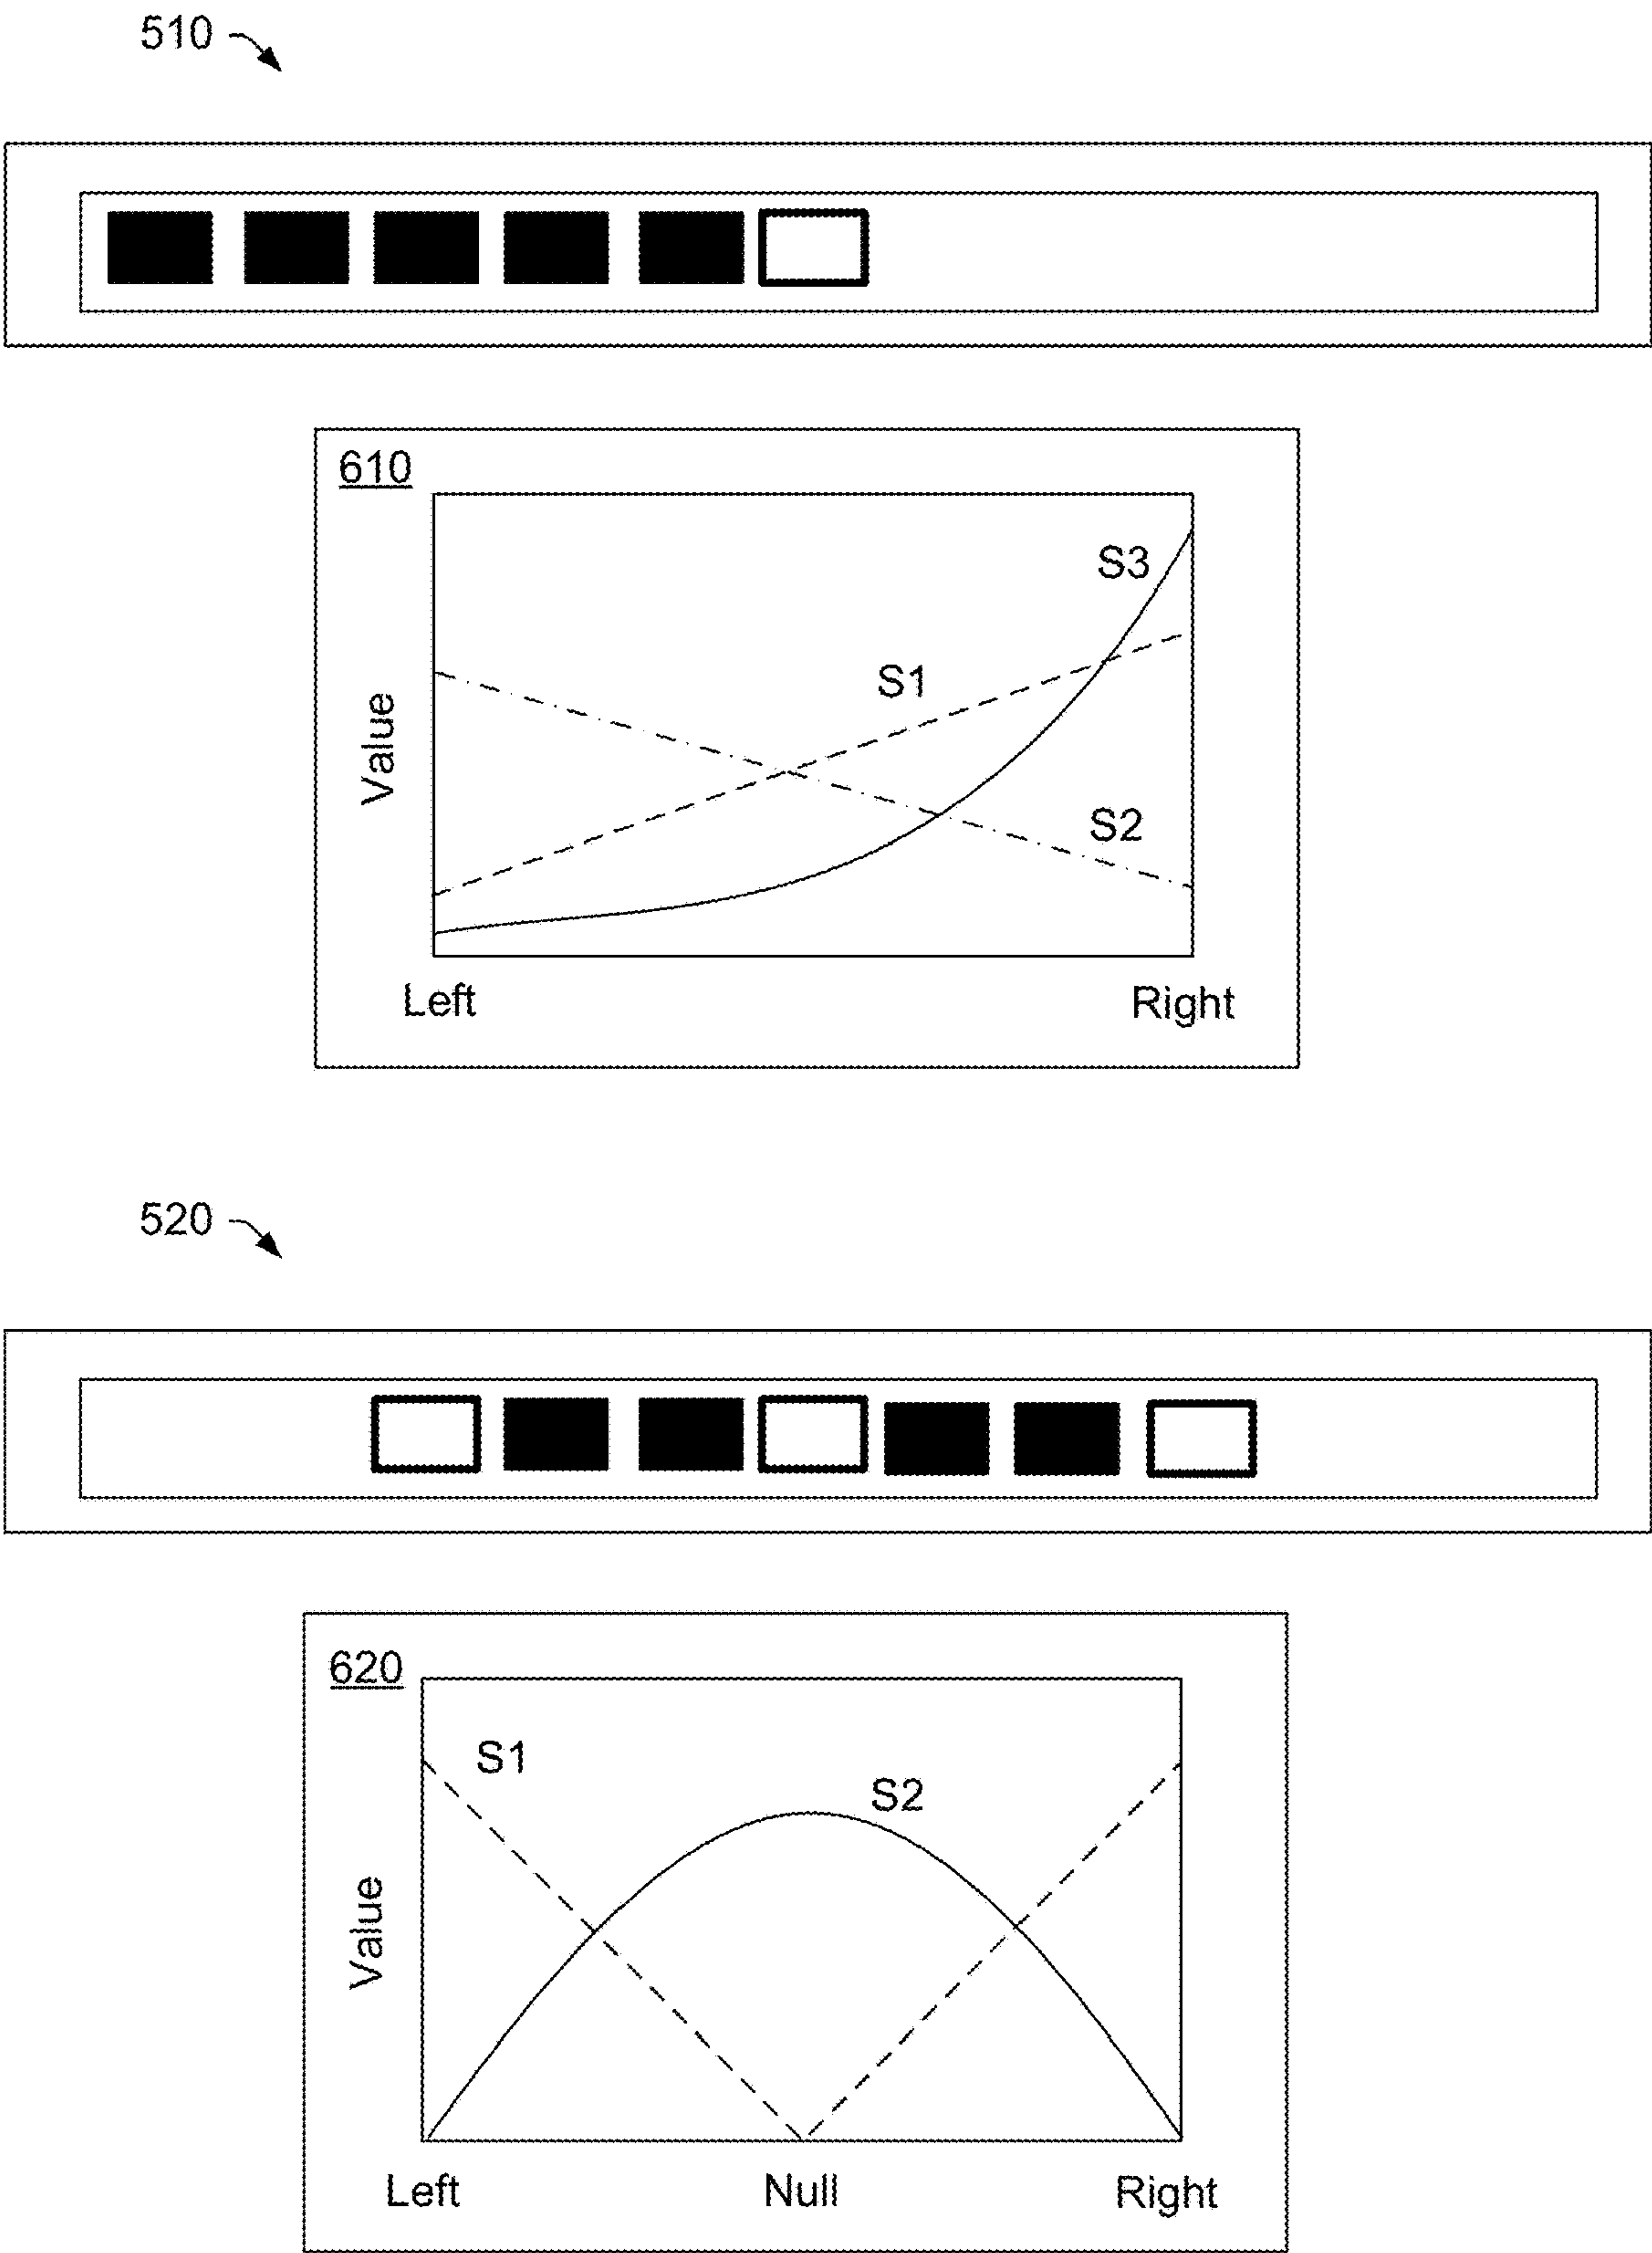 510
610
S3
S1
Value
S2
Left
Right
520
620
S1
S2
Value
Left
Null
Right